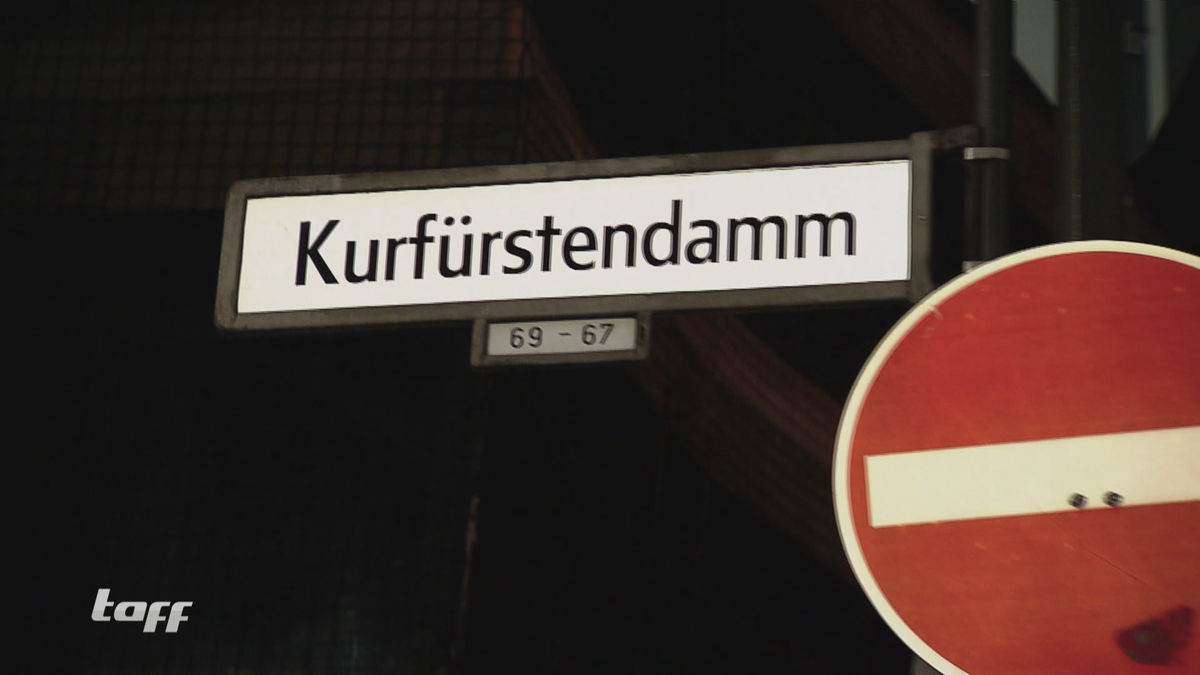 Kurfürstendamm
69 - 67
taff